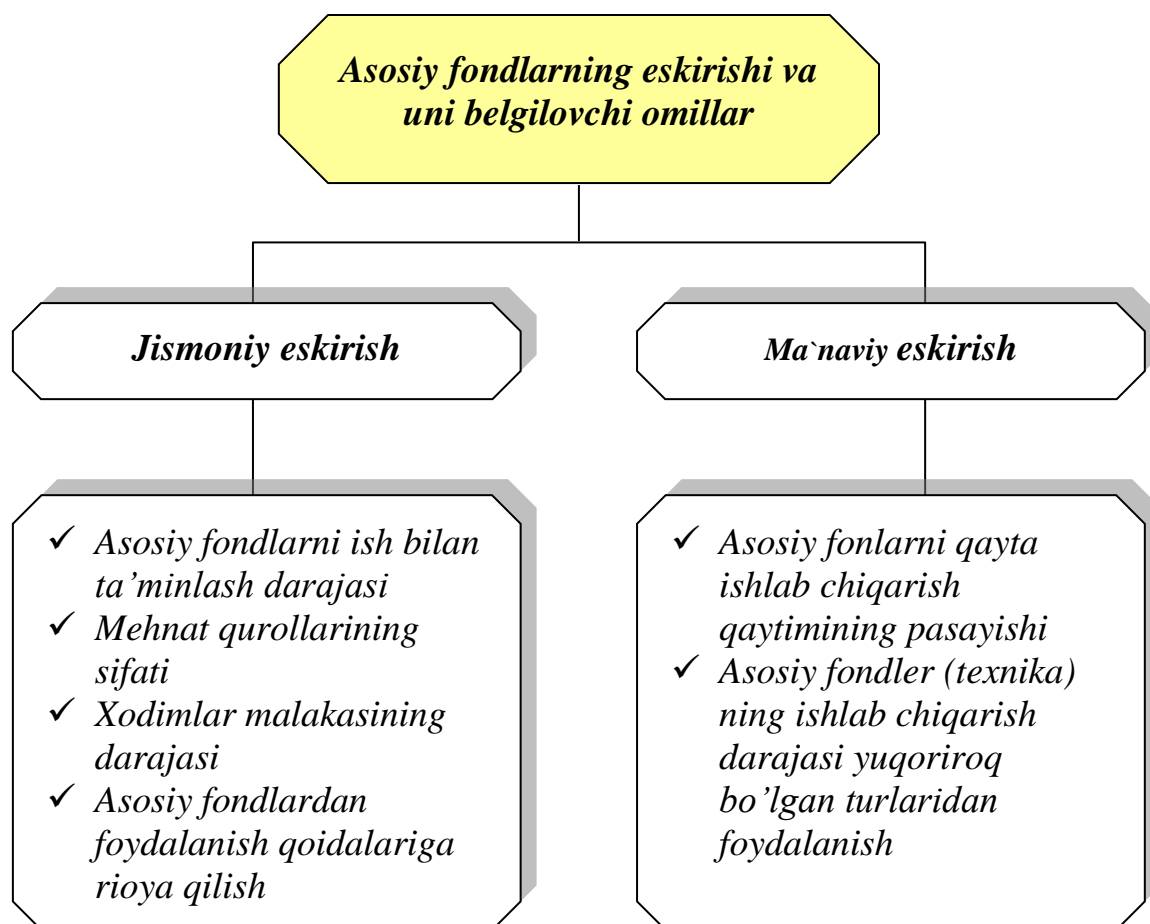 Asosiy fondlarning eskirishi va
uni belgilovchi omillar
Jismoniy eskirish
Ma`naviy eskirish
✓ Asosiy fondlarni ish bilan
ta’minlash darajasi
✓ Mehnat qurollarining
sifati
✓ Xodimlar malakasining
darajasi
✓ Asosiy fondlardan
foydalanish qoidalariga
rioya qilish
✓ Asosiy fonlarni qayta
ishlab chiqarish
qaytimining pasayishi
✓ Asosiy fondler (texnika)
ning ishlab chiqarish
darajasi yuqoriroq
bo’lgan turlaridan
foydalanish